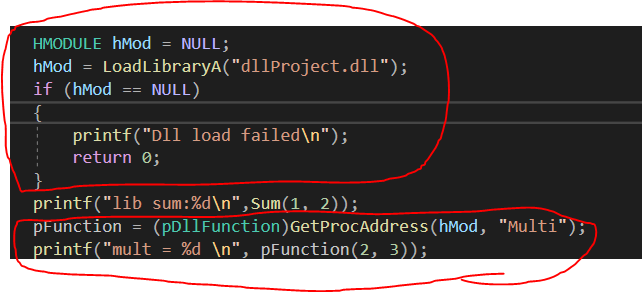 HMODULE hMod = NULL;
hMod = LoadLibraryA("dllProject.dll");
if (hMod == NULL)
{
printf("Dll load failed\n");
return 0;
}
printf("lib sum:%d\n",Sum(1, 2));
pFunction = (pDllFunction)GetProcAddress(hMod, "Multi");
printf("mult = %d \n", pFunction(2, 3));